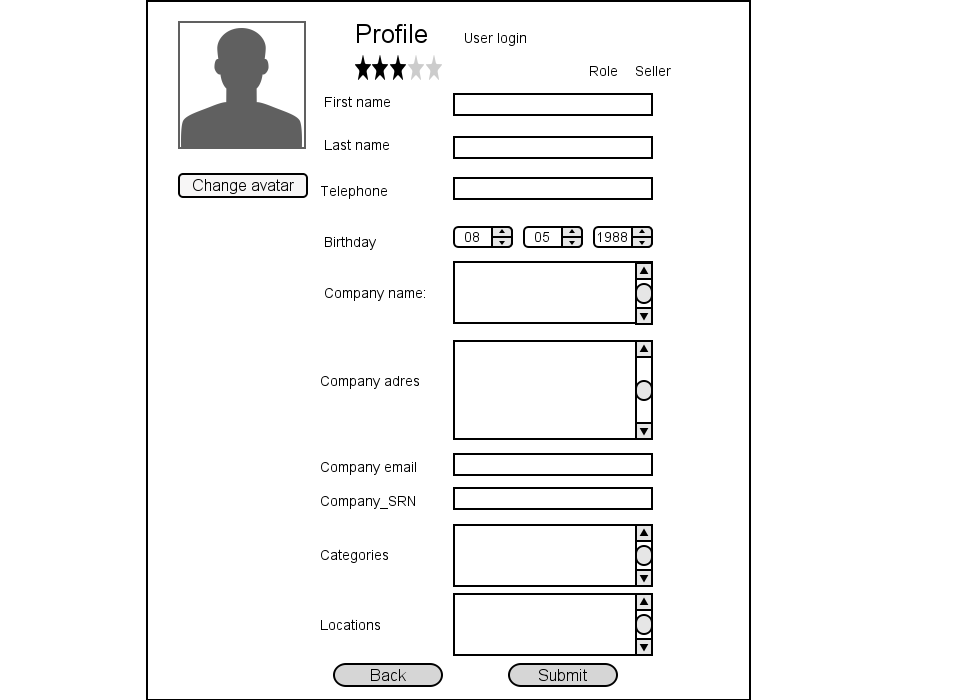 Profile
User login
Role Seller
First name
Last name
Change avatar
Telephone
Birthday 08 05 1988
Company name:
Company adres
Company email
Company_SRN
Categories
Locations
Back Submit